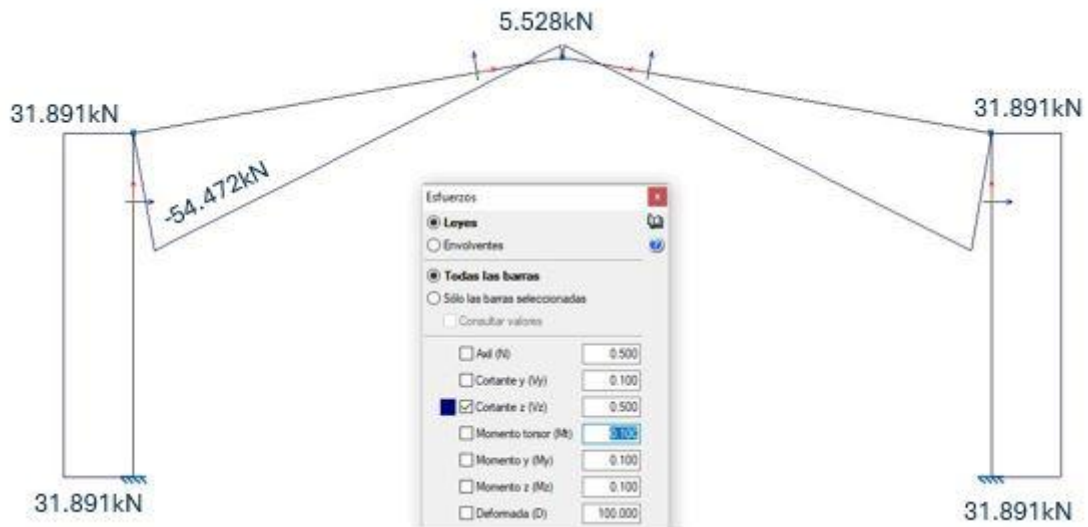 5.528kN
31.891kN
31.891kN
-54.472kN
Esfuerzos
Leyes
Envolventes
Todas las barras
Sólo las barras seleccionadas
Consultar valores
Axil (N) 0.500
Cortante y (Vy) 0.100
Cortante z (Vz) 0.500
Momento torsor (Mt) 0.100
Momento y (My) 0.100
Momento z (Mz) 0.100
Deformada (D) 100.000
31.891kN
31.891kN